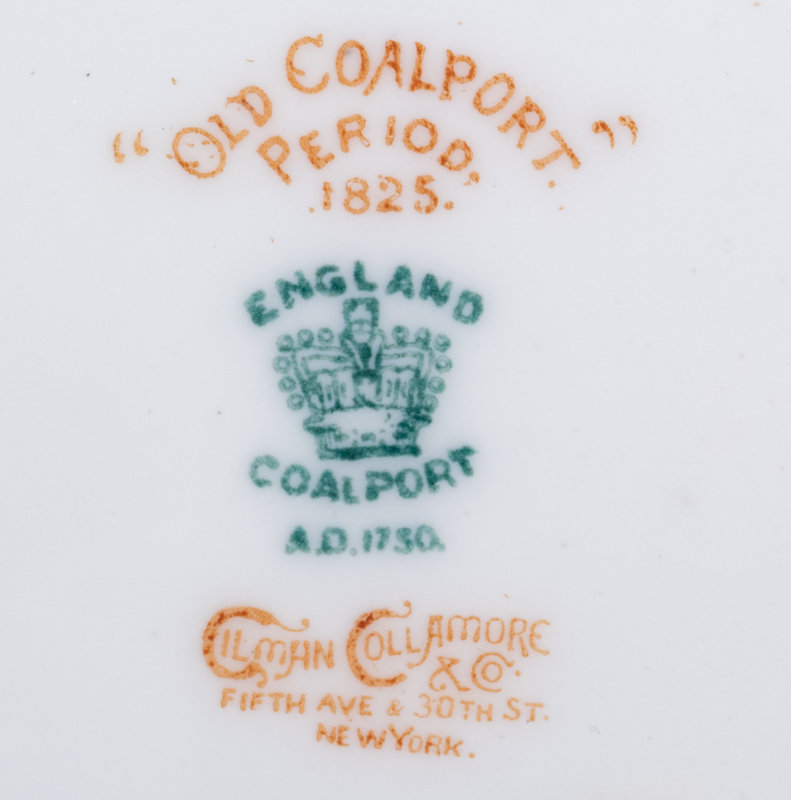 "OLD COALPORT."
PERIOD,
.1825.
ENGLAND
COALPORT
A.D.1750.
GILMAN COLLAMORE
& CO.
FIFTH AVE & 30TH ST.
NEW YORK.